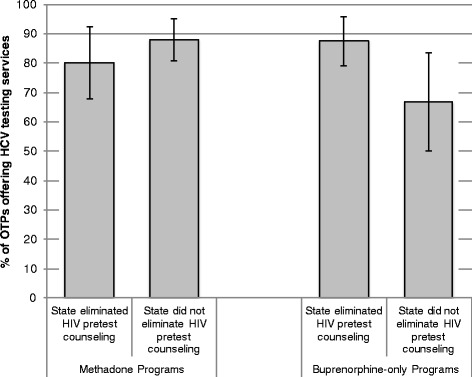 % of OTPs offering HCV testing services
100
90
80
70
60
50
40
30
20
10
0
State eliminated
HIV pretest
counseling
State did not
eliminate HIV
pretest
counseling
State eliminated
HIV pretest
counseling
State did not
eliminate HIV
pretest
counseling
Methadone Programs
Buprenorphine-only Programs